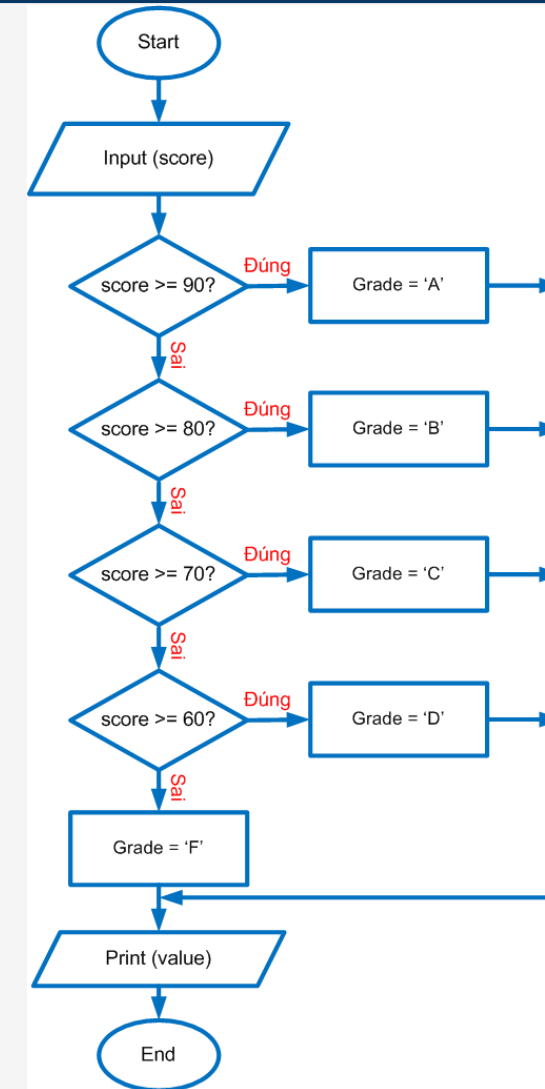 Start
Input (score)
score >= 90?
Đúng
Grade = ‘A’
Sai
score >= 80?
Đúng
Grade = ‘B’
Sai
score >= 70?
Đúng
Grade = ‘C’
Sai
score >= 60?
Đúng
Grade = ‘D’
Sai
Grade = ‘F’
Print (value)
End